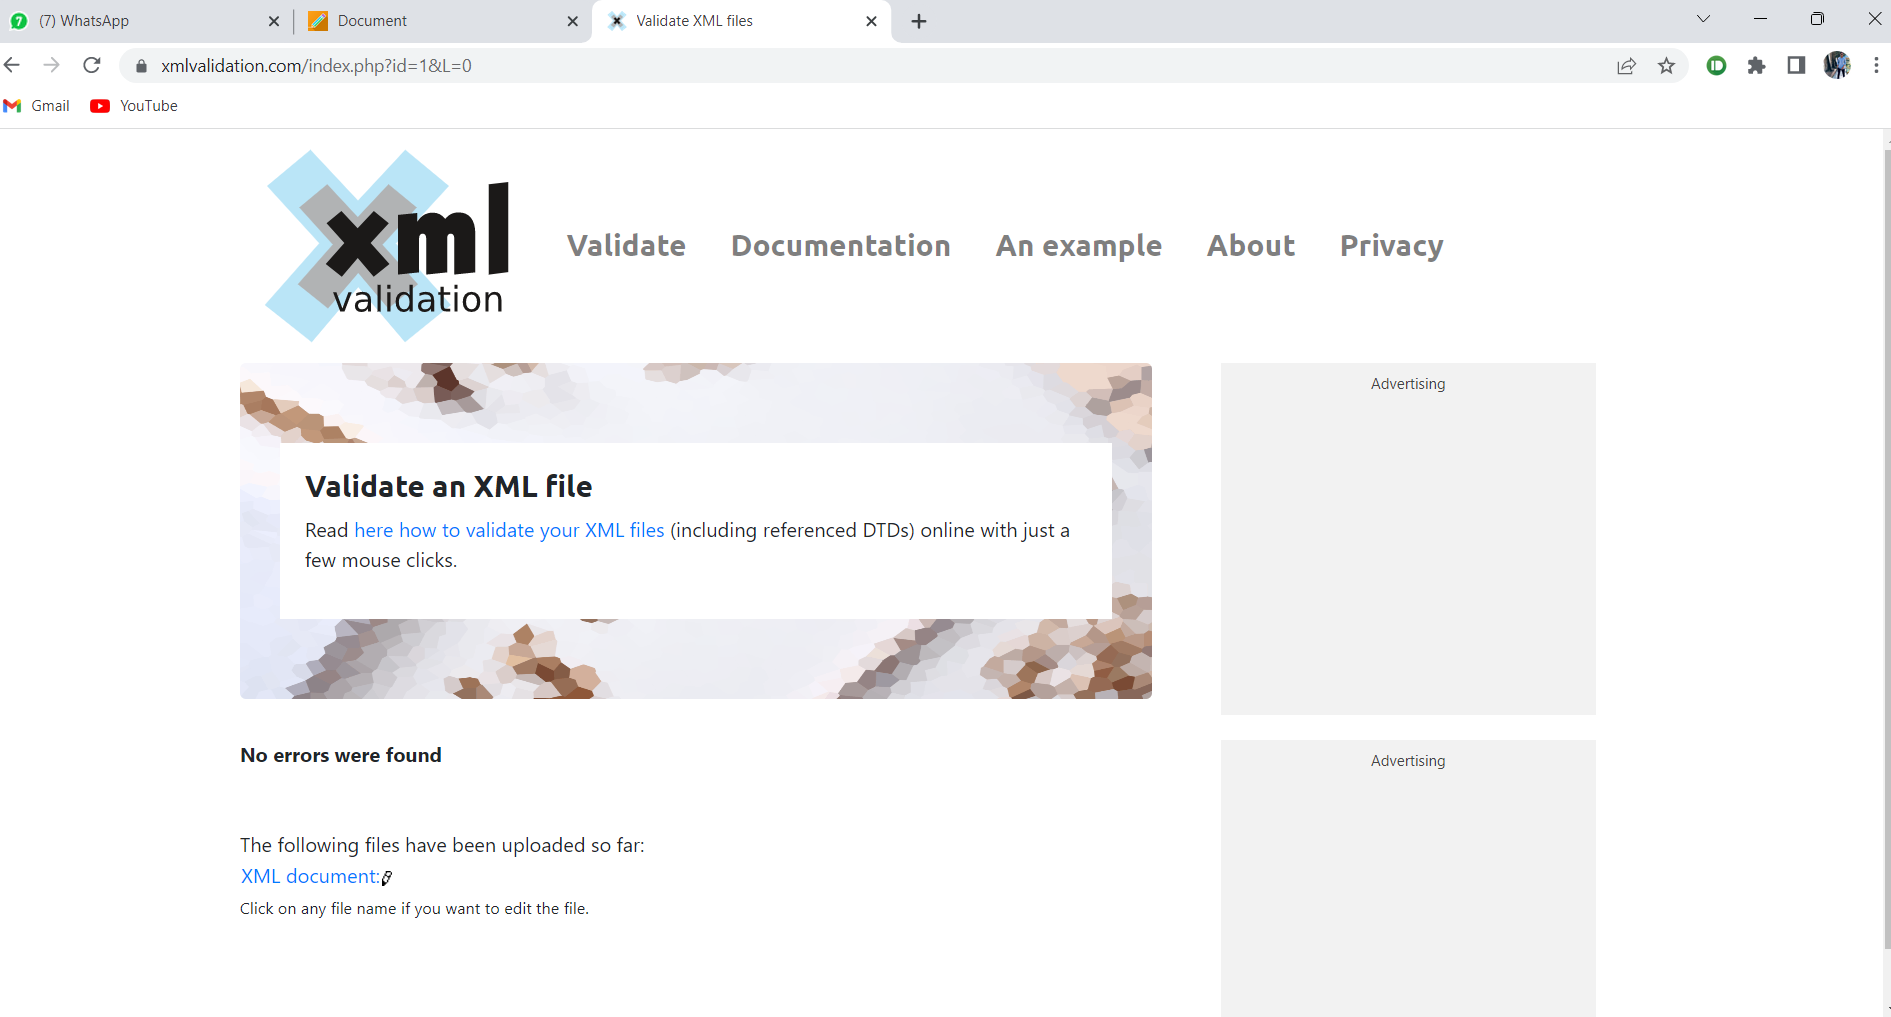 (7) WhatsApp
Document
Validate XML files
xmlvalidation.com/index.php?id=1&L=0
Gmail
YouTube
xml
validation
Validate
Documentation
An example
About
Privacy
Validate an XML file
Read here how to validate your XML files (including referenced DTDs) online with just a
few mouse clicks.
Advertising
No errors were found
Advertising
The following files have been uploaded so far:
XML document:
Click on any file name if you want to edit the file.